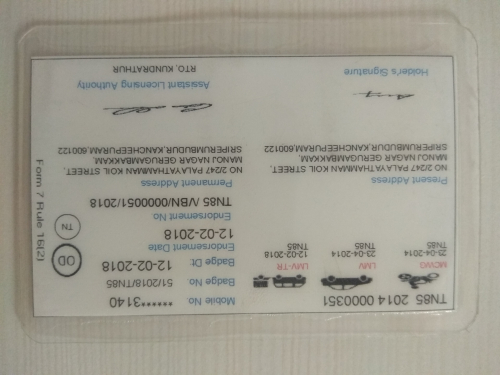 TN85 2014 0000351
MCWG
23-04-2014
TN85
LMV
23-04-2014
TN85
LMV-TR
12-02-2018
TN85
Mobile No ******3140
Badge No 51/2018/TN85
Badge Dt 12-02-2018
Endorsement Date
12-02-2018
Endorsement No
TN85 /VBN/0000051/2018
OD
TN
Form 7 Rule 16(2)
Present Address
NO 2/247 PALAYATHAMMAN KOIL STREET,
MANOJ NAGAR GERUGAMBAKKAM,
SRIPERUMBUDUR,KANCHEEPURAM,600122
Permanent Address
NO 2/247 PALAYATHAMMAN KOIL STREET,
MANOJ NAGAR GERUGAMBAKKAM,
SRIPERUMBUDUR,KANCHEEPURAM,600122
Holder's Signature
Assistant Licensing Authority
RTO, KUNDRATHUR